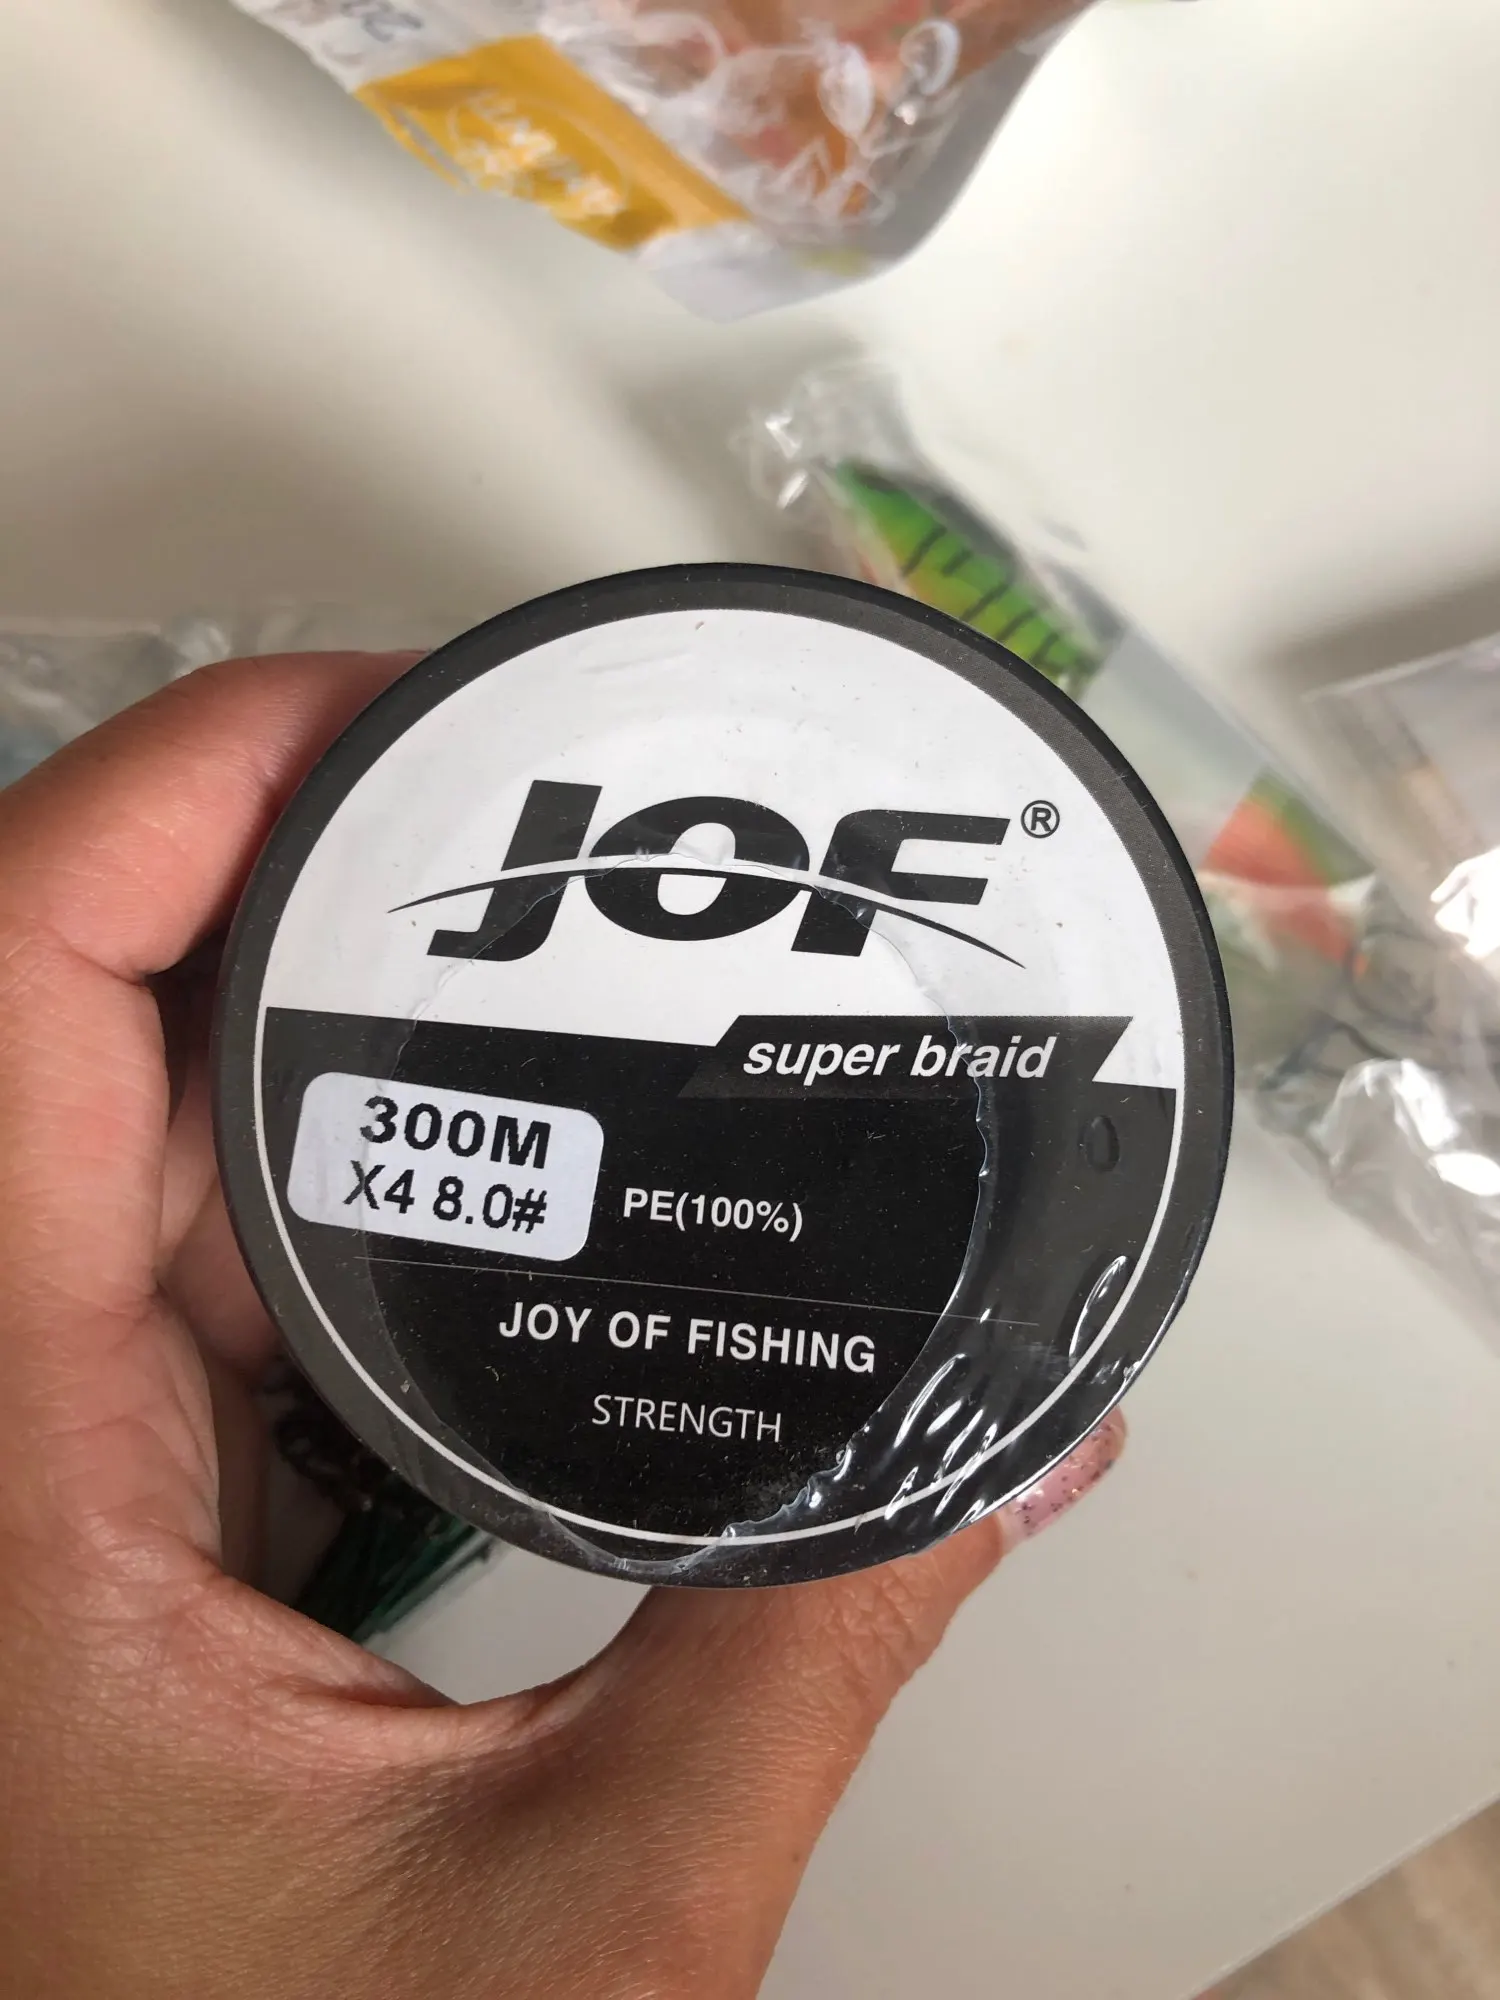 JOF®
super braid
300M
X4 8.0#
PE(100%)
JOY OF FISHING
STRENGTH